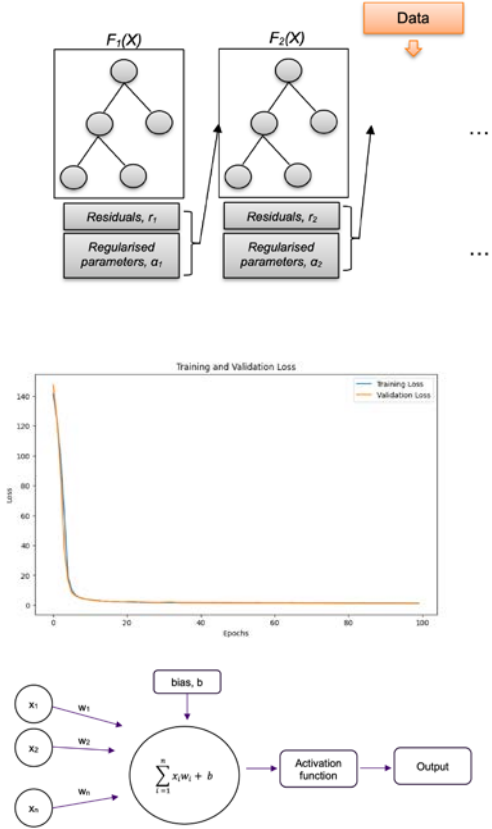 Data
F₁(X)
F₂(X)
...
Residuals, r₁
Residuals, r₂
Regularised
parameters, α₁
Regularised
parameters, α₂
...
Training and Validation Loss
Training Loss
Validation Loss
140
120
100
80
60
40
20
0
Loss
0
20
40
60
80
100
Epochs
bias, b
x₁
w₁
x₂
w₂
xₙ
wₙ
n
∑ xᵢwᵢ + b
i=1
Activation
function
Output